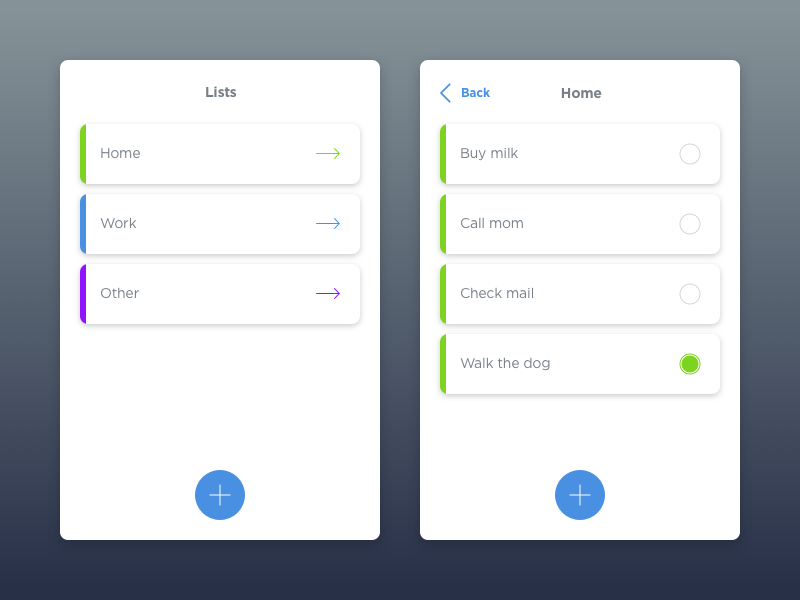 Lists
Home
Work
Other
Back
Home
Buy milk
Call mom
Check mail
Walk the dog